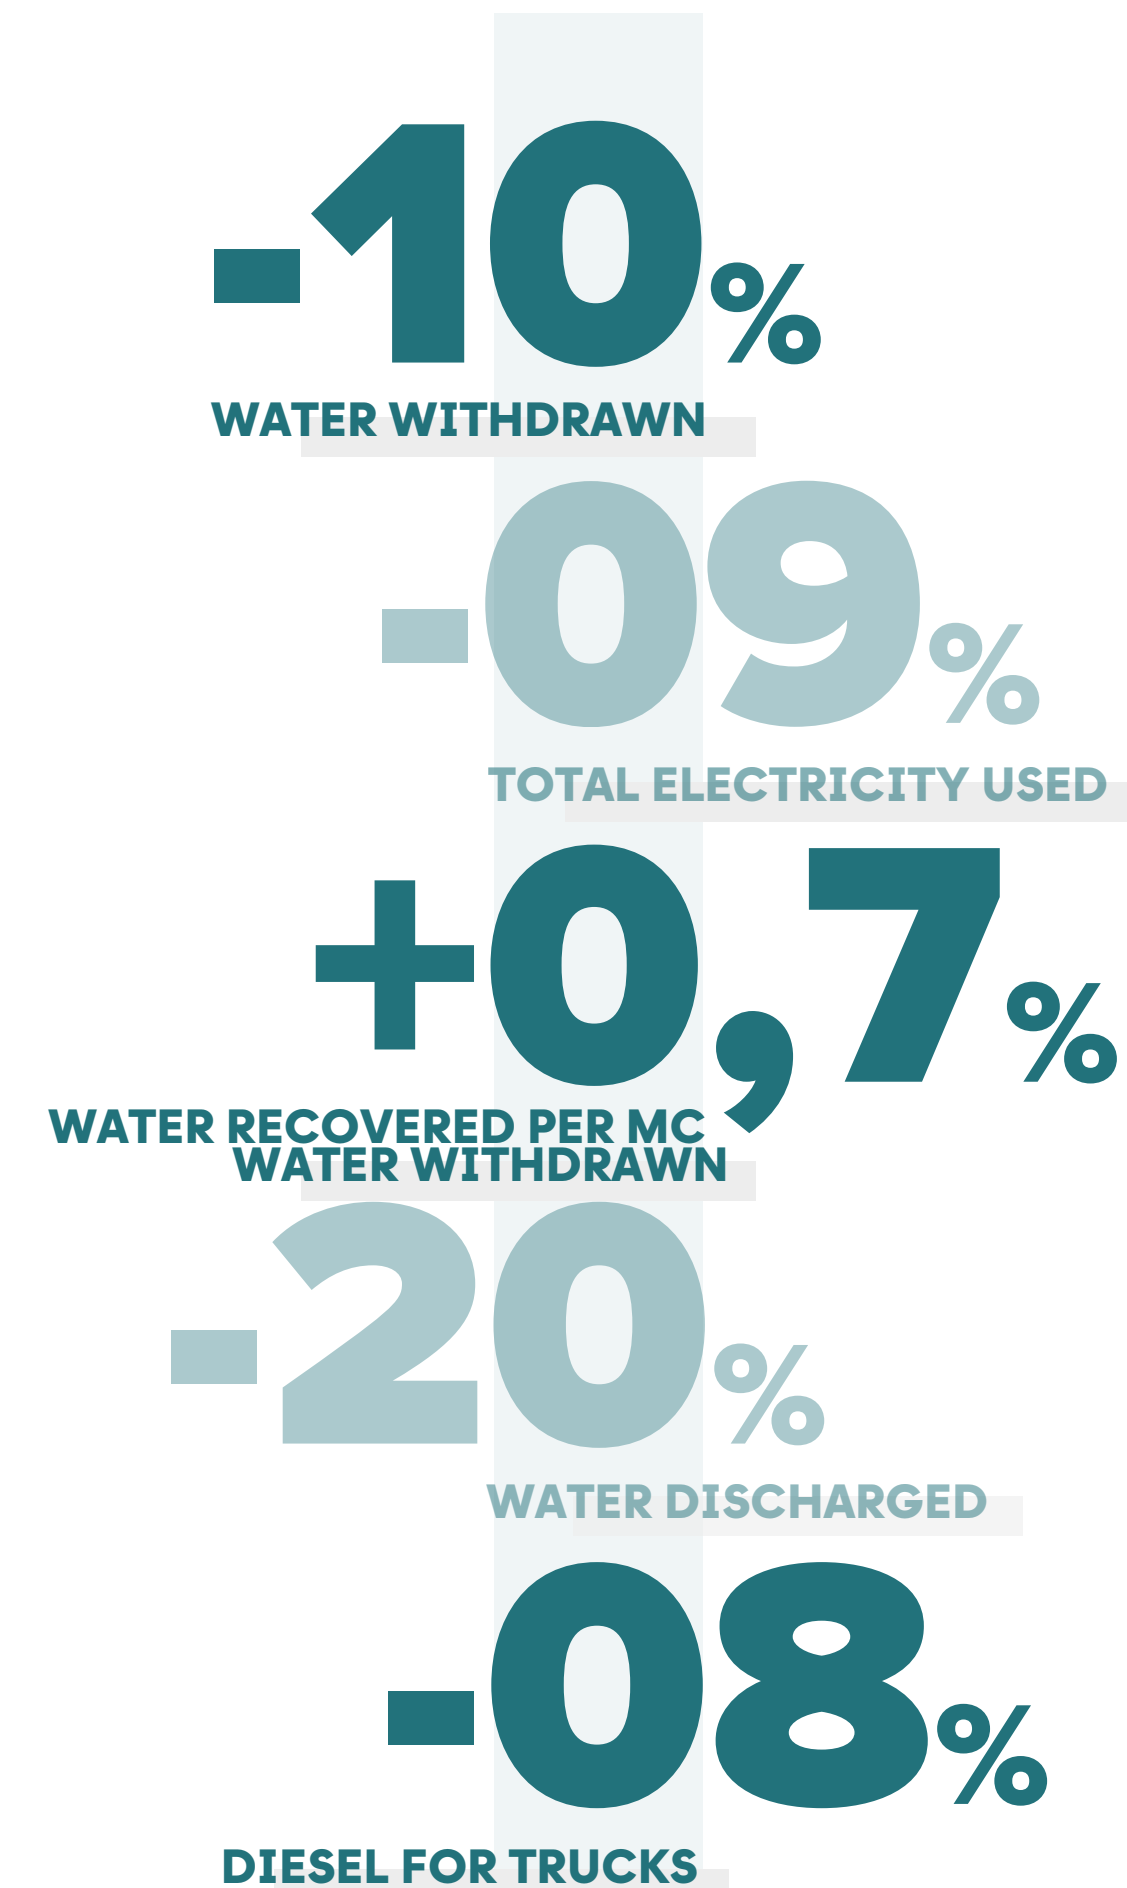 -10%
WATER WITHDRAWN
-09%
TOTAL ELECTRICITY USED
+0,7%
WATER RECOVERED PER MC
WATER WITHDRAWN
-20%
WATER DISCHARGED
-08%
DIESEL FOR TRUCKS